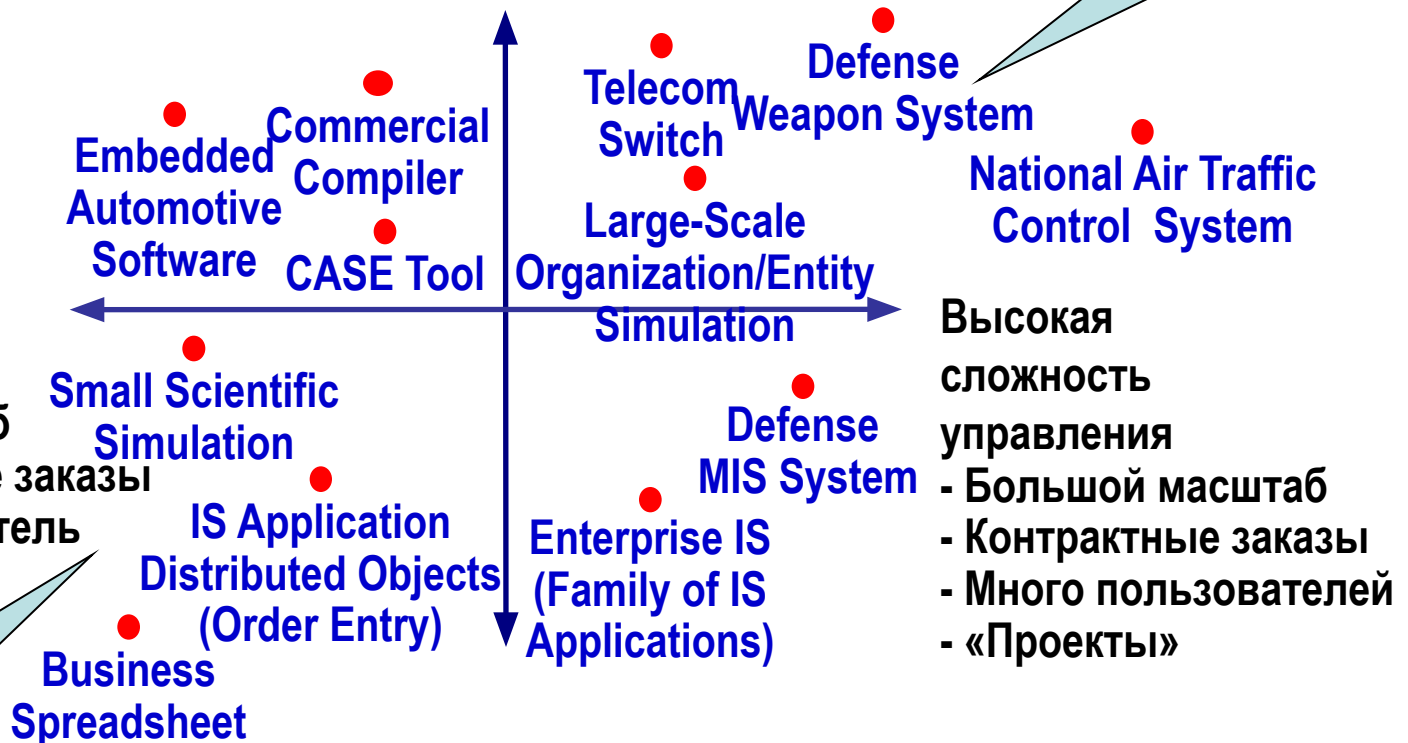 Telecom
Switch
Defense
Weapon System
Commercial
Compiler
Embedded
Automotive
Software
National Air Traffic
Control System
CASE Tool
Large-Scale
Organization/Entity
Simulation
Высокая
сложность
управления
- Большой масштаб
- Контрактные заказы
- Много пользователей
- «Проекты»
Small Scientific
Simulation
заказы
Defense
MIS System
IS Application
Distributed Objects
(Order Entry)
Enterprise IS
(Family of IS
Applications)
Business
Spreadsheet